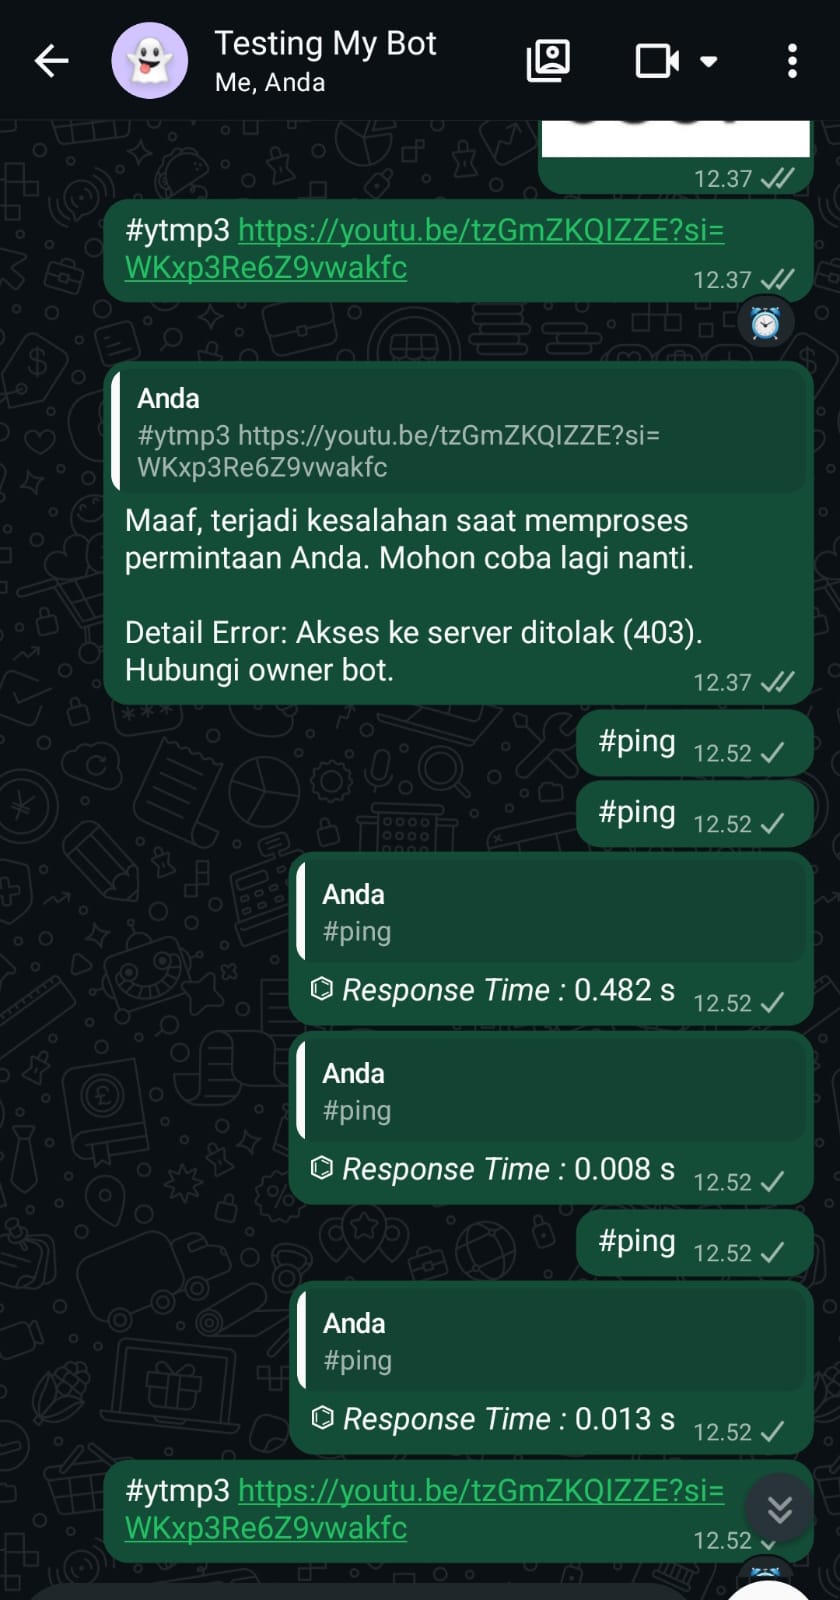 Testing My Bot
Me, Anda
12.37
#ytmp3 https://youtu.be/tzGmZKQIZZE?si=
WKxp3Re6Z9vwakfc
12.37
Anda
#ytmp3 https://youtu.be/tzGmZKQIZZE?si=
WKxp3Re6Z9vwakfc
Maaf, terjadi kesalahan saat memproses
permintaan Anda. Mohon coba lagi nanti.
Detail Error: Akses ke server ditolak (403).
Hubungi owner bot.
12.37
#ping 12.52
#ping 12.52
Anda
#ping
Response Time : 0.482 s 12.52
Anda
#ping
Response Time : 0.008 s 12.52
#ping 12.52
Anda
#ping
Response Time : 0.013 s 12.52
#ytmp3 https://youtu.be/tzGmZKQIZZE?si=
WKxp3Re6Z9vwakfc
12.52